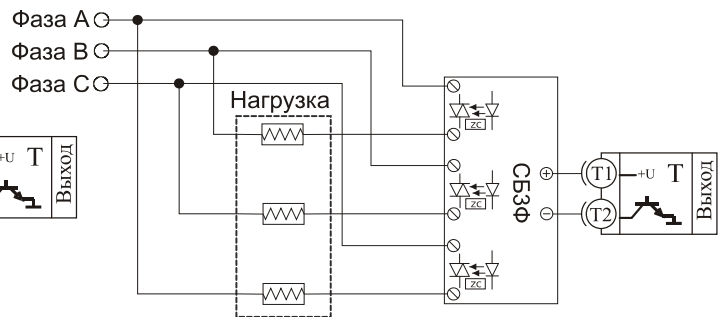 Фаза A
Фаза B
Фаза C
Нагрузка
+U T
Выход
ZC
ZC
ZC
СБ3Ф
+
−
T1
T2
+U T
Выход